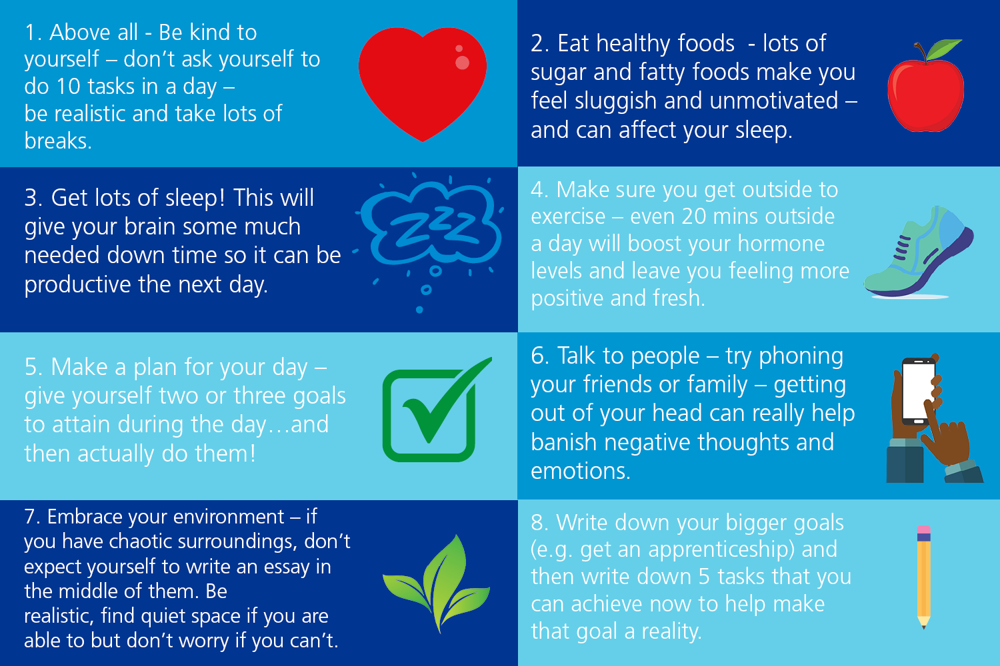 1. Above all - Be kind to
yourself – don’t ask yourself to
do 10 tasks in a day –
be realistic and take lots of
breaks.
2. Eat healthy foods  - lots of
sugar and fatty foods make you
feel sluggish and unmotivated –
and can affect your sleep.
3. Get lots of sleep! This will
give your brain some much
needed down time so it can be
productive the next day.
zzz
4. Make sure you get outside to
exercise – even 20 mins outside
a day will boost your hormone
levels and leave you feeling more
positive and fresh.
5. Make a plan for your day –
give yourself two or three goals
to attain during the day…and
then actually do them!
6. Talk to people – try phoning
your friends or family – getting
out of your head can really help
banish negative thoughts and
emotions.
7. Embrace your environment – if
you have chaotic surroundings, don’t
expect yourself to write an essay in
the middle of them. Be
realistic, find quiet space if you are
able to but don’t worry if you can’t.
8. Write down your bigger goals
(e.g. get an apprenticeship) and
then write down 5 tasks that you
can achieve now to help make
that goal a reality.